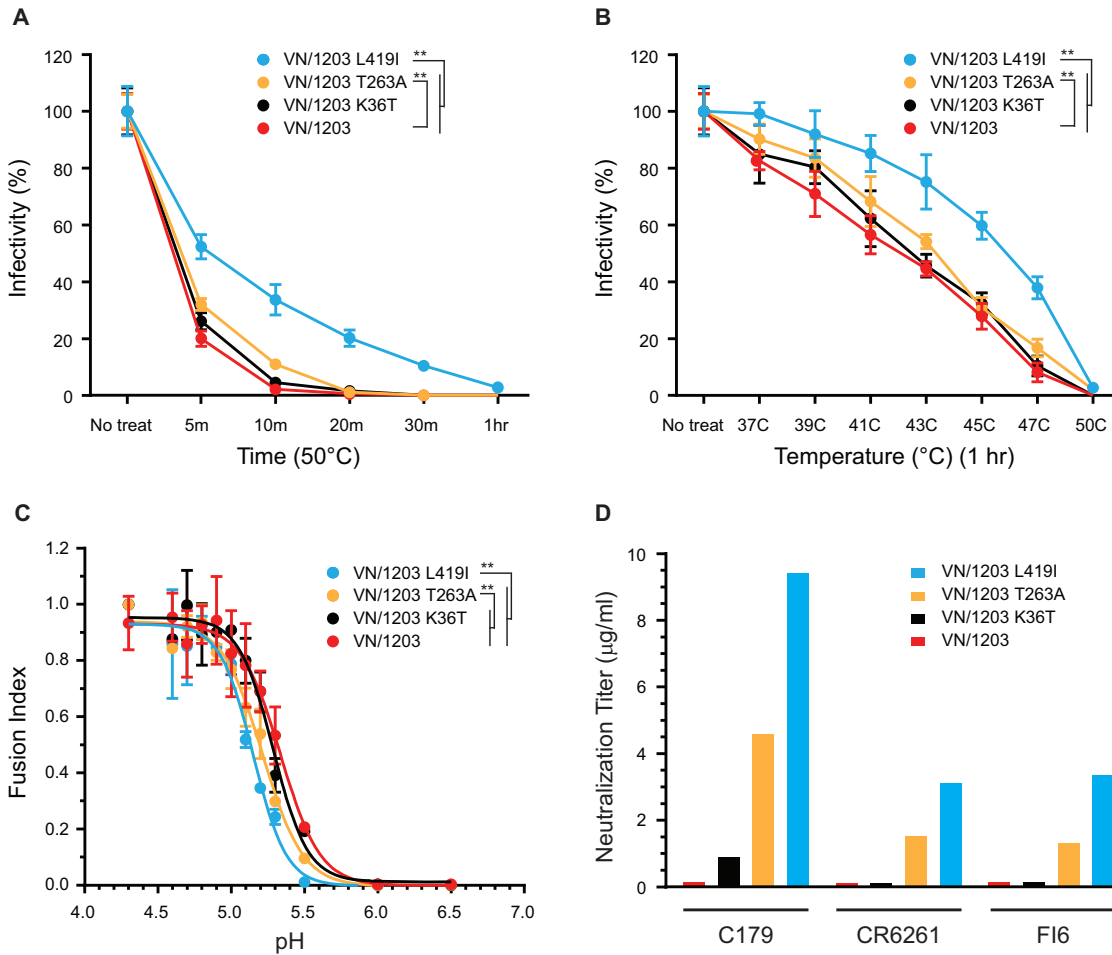 A
120
100
80
60
40
20
0
Infectivity (%)
VN/1203 L419I
VN/1203 T263A
VN/1203 K36T
VN/1203
**
**
No treat 5m 10m 20m 30m 1hr
Time (50°C)
B
120
100
80
60
40
20
0
Infectivity (%)
VN/1203 L419I
VN/1203 T263A
VN/1203 K36T
VN/1203
**
**
No treat 37C 39C 41C 43C 45C 47C 50C
Temperature (°C) (1 hr)
C
1.2
1.0
0.8
0.6
0.4
0.2
0.0
Fusion Index
VN/1203 L419I
VN/1203 T263A
VN/1203 K36T
VN/1203
**
**
4.0 4.5 5.0 5.5 6.0 6.5 7.0
pH
D
10
8
6
4
2
0
Neutralization Titer (μg/ml)
VN/1203 L419I
VN/1203 T263A
VN/1203 K36T
VN/1203
C179 CR6261 FI6